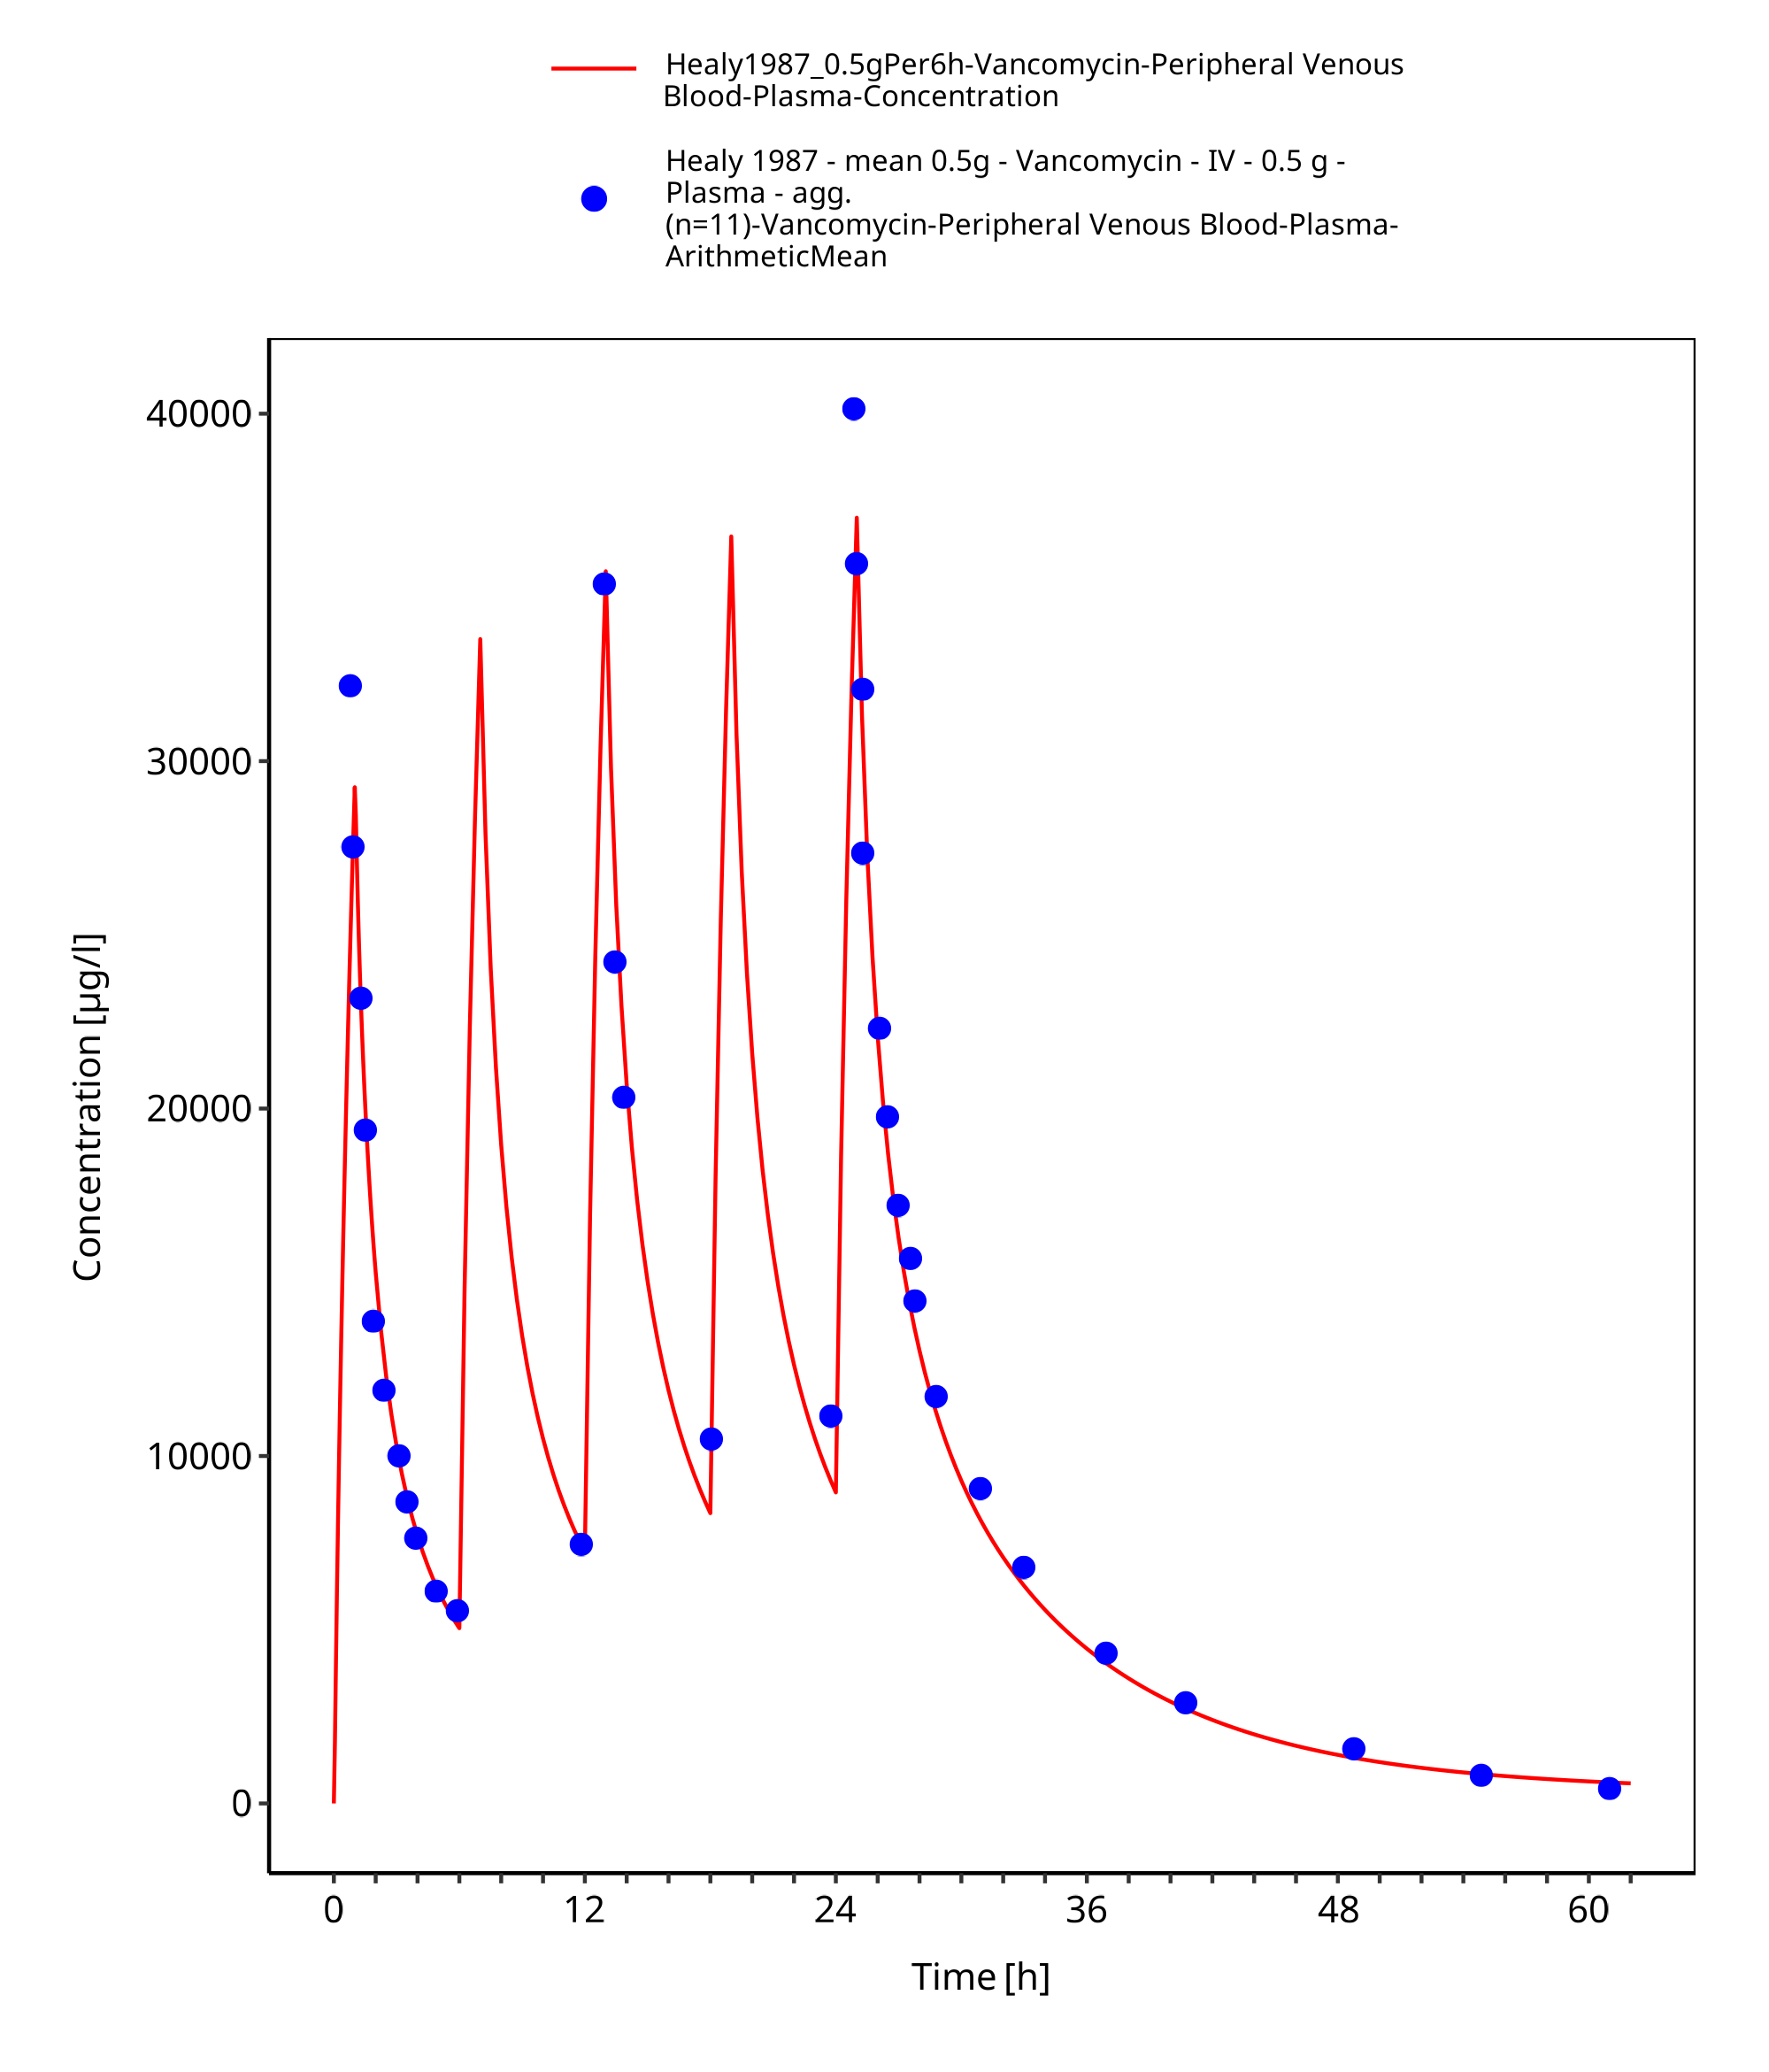 Healy1987_0.5gPer6h-Vancomycin-Peripheral Venous
Blood-Plasma-Concentration
Healy 1987 - mean 0.5g - Vancomycin - IV - 0.5 g -
Plasma - agg.
(n=11)-Vancomycin-Peripheral Venous Blood-Plasma-
ArithmeticMean
40000
30000
20000
10000
0
Concentration [µg/l]
0 12 24 36 48 60
Time [h]